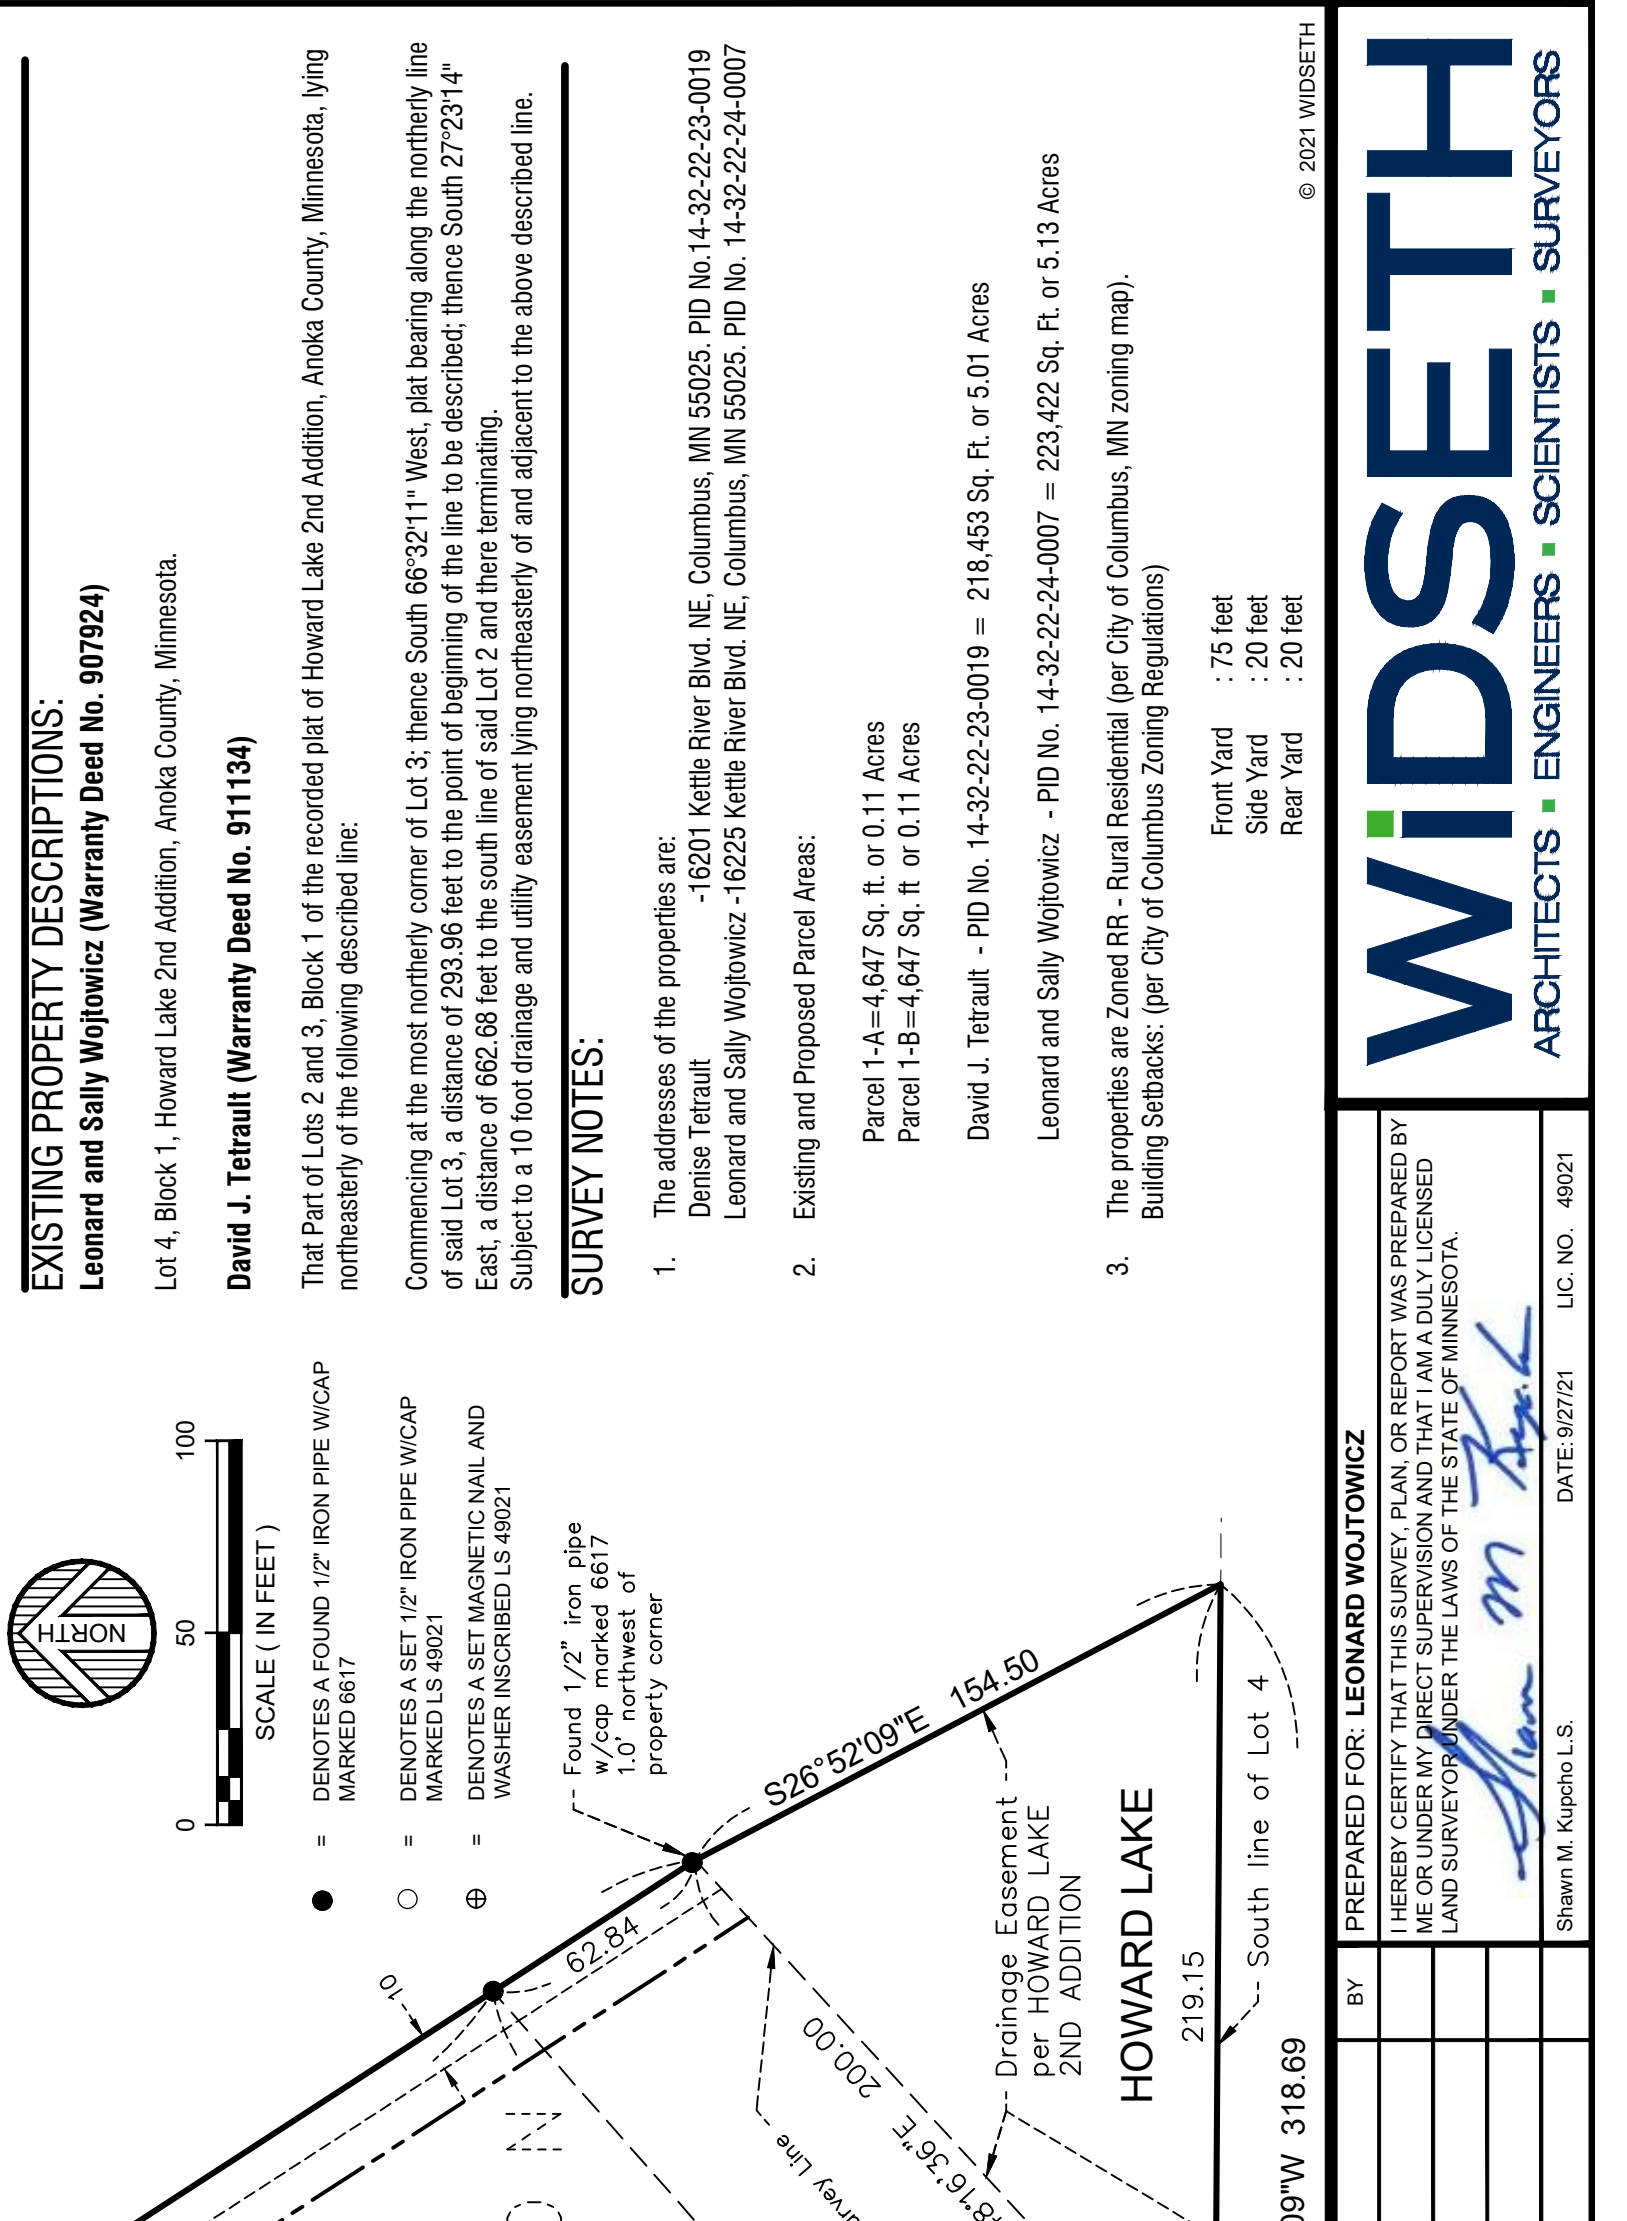 EXISTING PROPERTY DESCRIPTIONS:
Leonard and Sally Wojtowicz (Warranty Deed No. 907924)
Lot 4, Block 1, Howard Lake 2nd Addition, Anoka County, Minnesota.
David J. Tetrault (Warranty Deed No. 911134)
That Part of Lots 2 and 3, Block 1 of the recorded plat of Howard Lake 2nd Addition, Anoka County, Minnesota, lying
northeasterly of the following described line:
Commencing at the most northerly corner of Lot 3; thence South 66°32'11" West, plat bearing along the northerly line
of said Lot 3, a distance of 293.96 feet to the point of beginning of the line to be described; thence South 27°23'14"
East, a distance of 662.68 feet to the south line of said Lot 2 and there terminating.
Subject to a 10 foot drainage and utility easement lying northeasterly of and adjacent to the above described line.
SURVEY NOTES:
1. The addresses of the properties are:
Denise Tetrault -16201 Kettle River Blvd. NE, Columbus, MN 55025. PID No.14-32-22-23-0019
Leonard and Sally Wojtowicz -16225 Kettle River Blvd. NE, Columbus, MN 55025. PID No. 14-32-22-24-0007
2. Existing and Proposed Parcel Areas:
Parcel 1-A=4,647 Sq. ft. or 0.11 Acres
Parcel 1-B=4,647 Sq. ft or 0.11 Acres
David J. Tetrault - PID No. 14-32-22-23-0019 = 218,453 Sq. Ft. or 5.01 Acres
Leonard and Sally Wojtowicz - PID No. 14-32-22-24-0007 = 223,422 Sq. Ft. or 5.13 Acres
3. The properties are Zoned RR - Rural Residential (per City of Columbus, MN zoning map).
Building Setbacks: (per City of Columbus Zoning Regulations)
Front Yard : 75 feet
Side Yard : 20 feet
Rear Yard : 20 feet
© 2021 WIDSETH
NORTH
0 50 100
SCALE ( IN FEET )
= DENOTES A FOUND 1/2" IRON PIPE W/CAP
MARKED 6617
= DENOTES A SET 1/2" IRON PIPE W/CAP
MARKED LS 49021
= DENOTES A SET MAGNETIC NAIL AND
WASHER INSCRIBED LS 49021
Found 1/2" iron pipe
w/cap marked 6617
1.0' northwest of
property corner
10
62.84
S26°52'09"E 154.50
200.00
8°16'36"E
Drainage Easement
per HOWARD LAKE
2ND ADDITION
HOWARD LAKE
219.15
South line of Lot 4
09"W 318.69
BY
PREPARED FOR: LEONARD WOJTOWICZ
I HEREBY CERTIFY THAT THIS SURVEY, PLAN, OR REPORT WAS PREPARED BY
ME OR UNDER MY DIRECT SUPERVISION AND THAT I AM A DULY LICENSED
LAND SURVEYOR UNDER THE LAWS OF THE STATE OF MINNESOTA.
Shawn M. Kupcho L.S. DATE: 9/27/21 LIC. NO. 49021
WiDSETH
ARCHITECTS ▪ ENGINEERS ▪ SCIENTISTS ▪ SURVEYORS